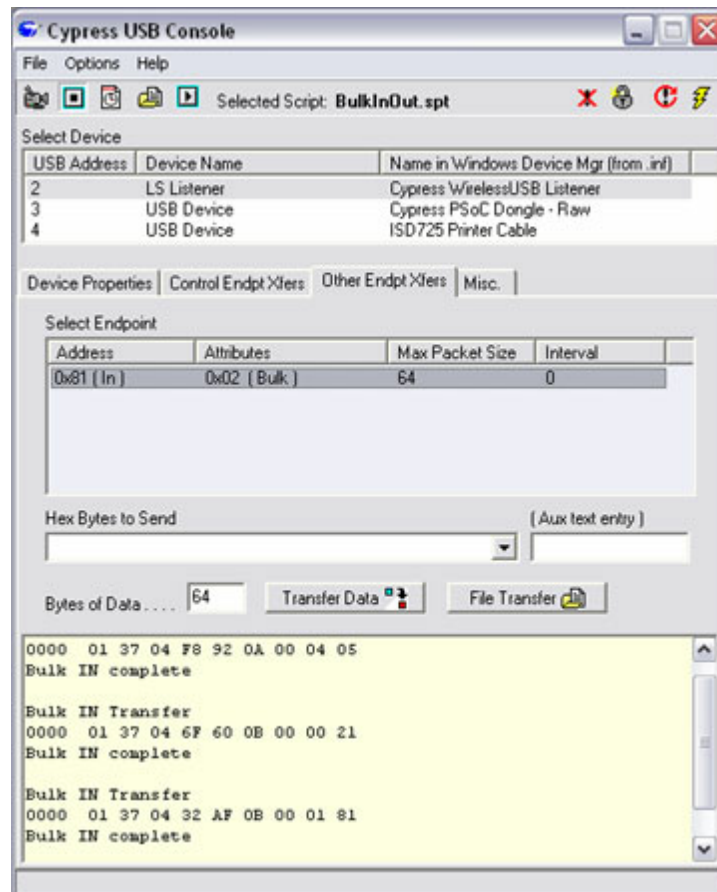 Cypress USB Console
File Options Help
Selected Script: BulkInOut.spt
Select Device
USB Address Device Name Name in Windows Device Mgr (from .inf)
2 LS Listener Cypress WirelessUSB Listener
3 USB Device Cypress PSoC Dongle - Raw
4 USB Device ISD725 Printer Cable
Device Properties Control Endpt Xfers Other Endpt Xfers Misc.
Select Endpoint
Address Attributes Max Packet Size Interval
0x81 ( In ) 0x02 ( Bulk ) 64 0
Hex Bytes to Send ( Aux text entry )
Bytes of Data . . . . 64 Transfer Data File Transfer
0000 01 37 04 F8 92 0A 00 04 05
Bulk IN complete
Bulk IN Transfer
0000 01 37 04 6F 60 0B 00 00 21
Bulk IN complete
Bulk IN Transfer
0000 01 37 04 32 AF 0B 00 01 81
Bulk IN complete